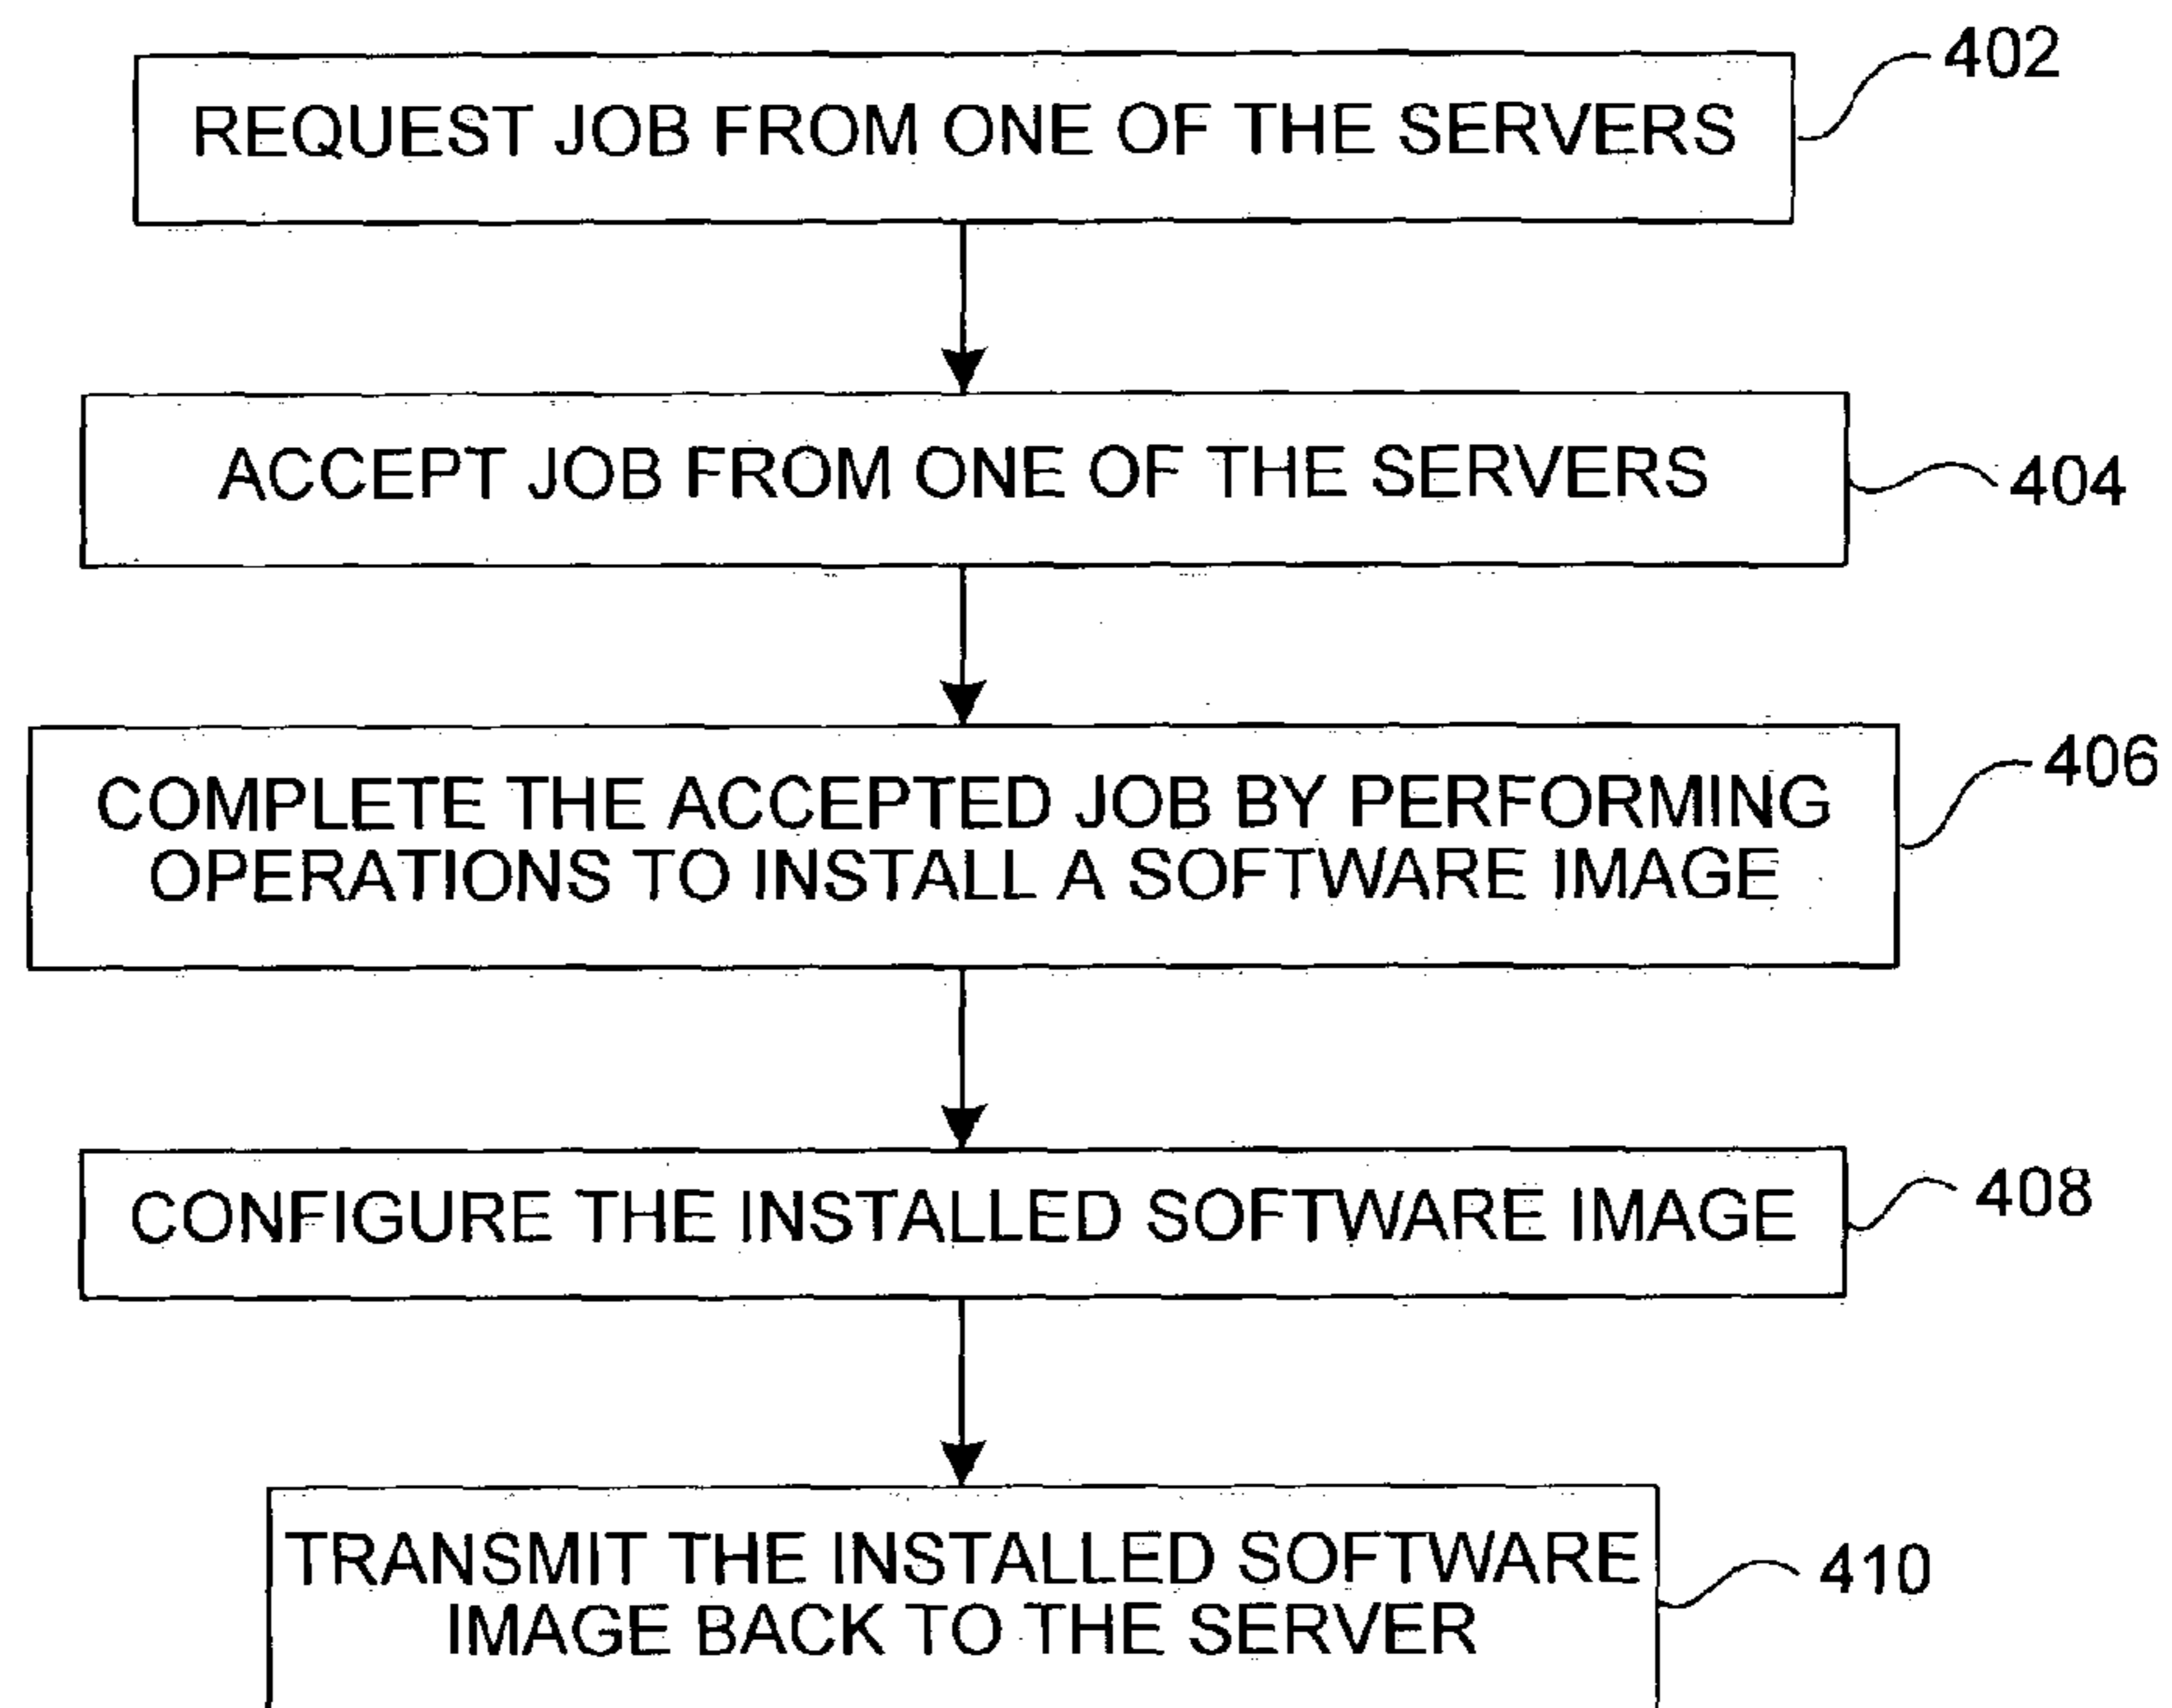 402
REQUEST JOB FROM ONE OF THE SERVERS
ACCEPT JOB FROM ONE OF THE SERVERS
404
406
COMPLETE THE ACCEPTED JOB BY PERFORMING
OPERATIONS TO INSTALL A SOFTWARE IMAGE
408
CONFIGURE THE INSTALLED SOFTWARE IMAGE
TRANSMIT THE INSTALLED SOFTWARE
410
IMAGE BACK TO THE SERVER